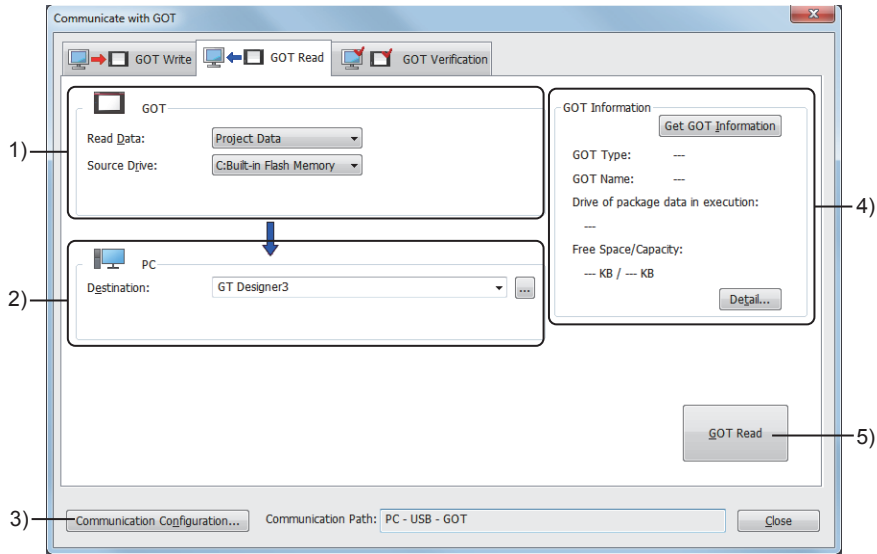 Communicate with GOT
GOT Write
GOT Read
GOT Verification
1)
GOT
Read Data:
Project Data
Source Drive:
C:Built-in Flash Memory
2)
PC
Destination:
GT Designer3
...
GOT Information
Get GOT Information
GOT Type:
---
GOT Name:
---
Drive of package data in execution:
---
Free Space/Capacity:
--- KB / --- KB
Detail...
4)
GOT Read
5)
3)
Communication Configuration...
Communication Path:
PC - USB - GOT
Close